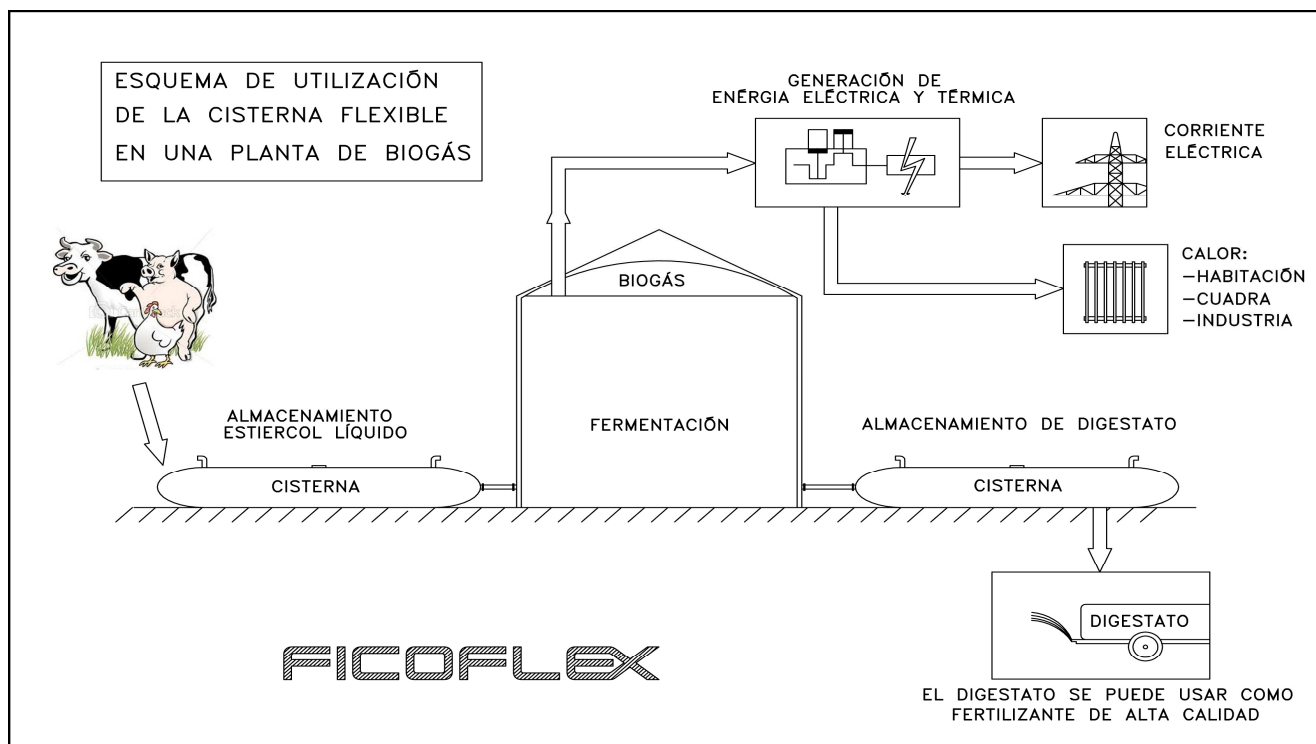 ESQUEMA DE UTILIZACIÓN
DE LA CISTERNA FLEXIBLE
EN UNA PLANTA DE BIOGÁS
GENERACIÓN DE
ENÉRGIA ELÉCTRICA Y TÉRMICA
CORRIENTE
ELÉCTRICA
CALOR:
—HABITACIÓN
—CUADRA
—INDUSTRIA
BIOGÁS
FERMENTACIÓN
ALMACENAMIENTO
ESTIERCOL LÍQUIDO
CISTERNA
ALMACENAMIENTO DE DIGESTATO
CISTERNA
DIGESTATO
EL DIGESTATO SE PUEDE USAR COMO
FERTILIZANTE DE ALTA CALIDAD
FICOFLEX